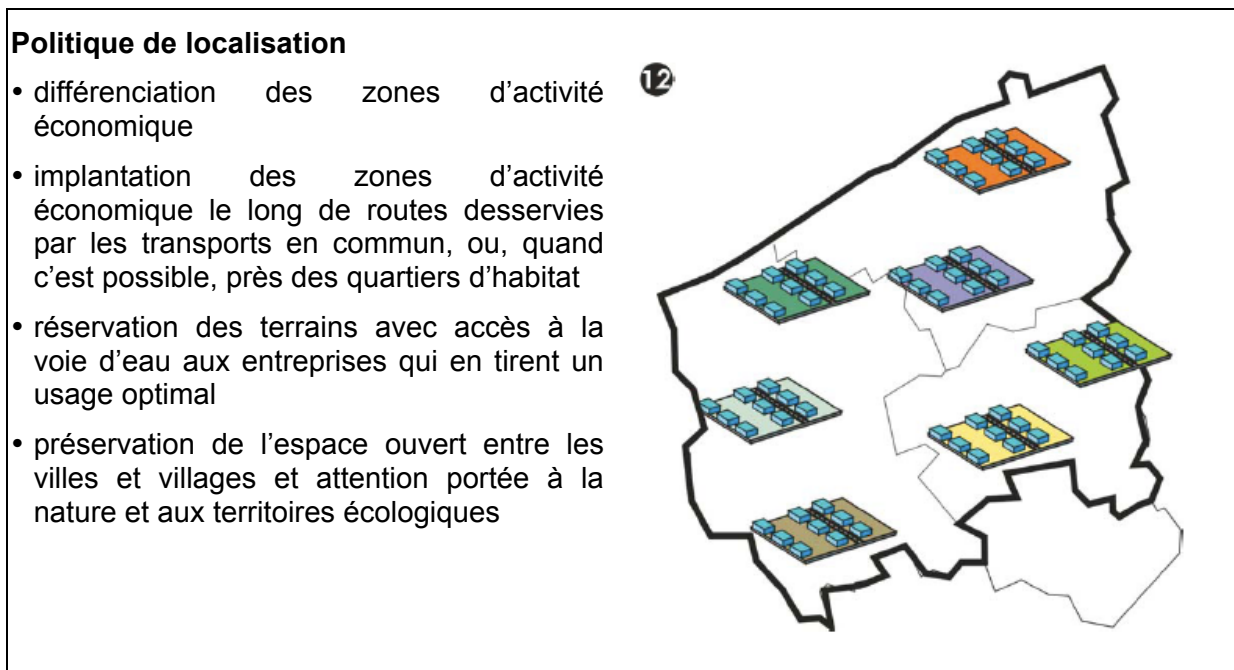 Politique de localisation
• différenciation des zones d’activité
économique
• implantation des zones d’activité
économique le long de routes desservies
par les transports en commun, ou, quand
c’est possible, près des quartiers d’habitat
• réservation des terrains avec accès à la
voie d’eau aux entreprises qui en tirent un
usage optimal
• préservation de l’espace ouvert entre les
villes et villages et attention portée à la
nature et aux territoires écologiques
12